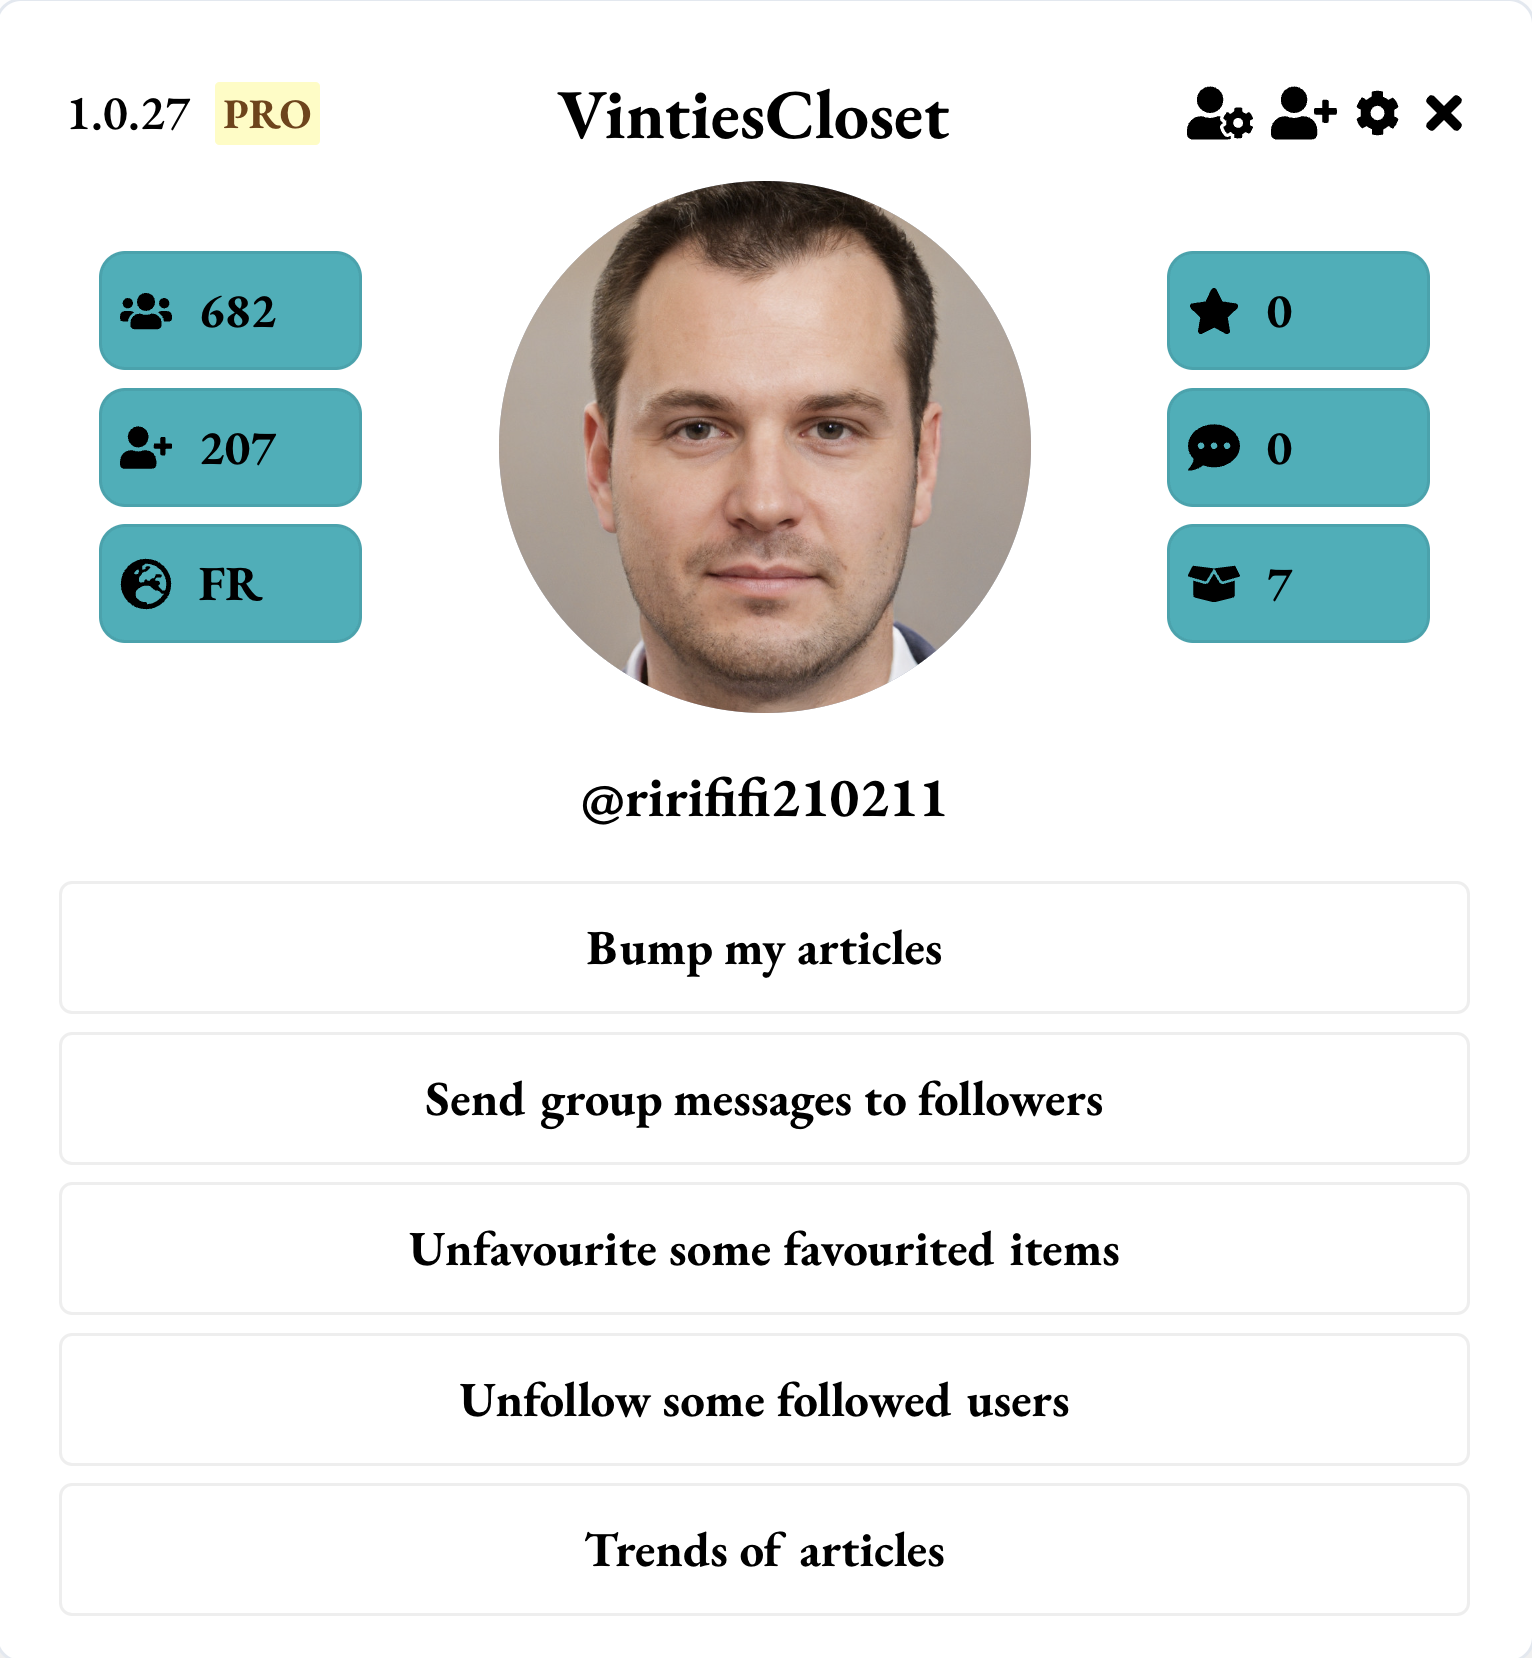 1.0.27 PRO VintiesCloset
682
207
FR
0
0
7
@rirififi210211
Bump my articles
Send group messages to followers
Unfavourite some favourited items
Unfollow some followed users
Trends of articles